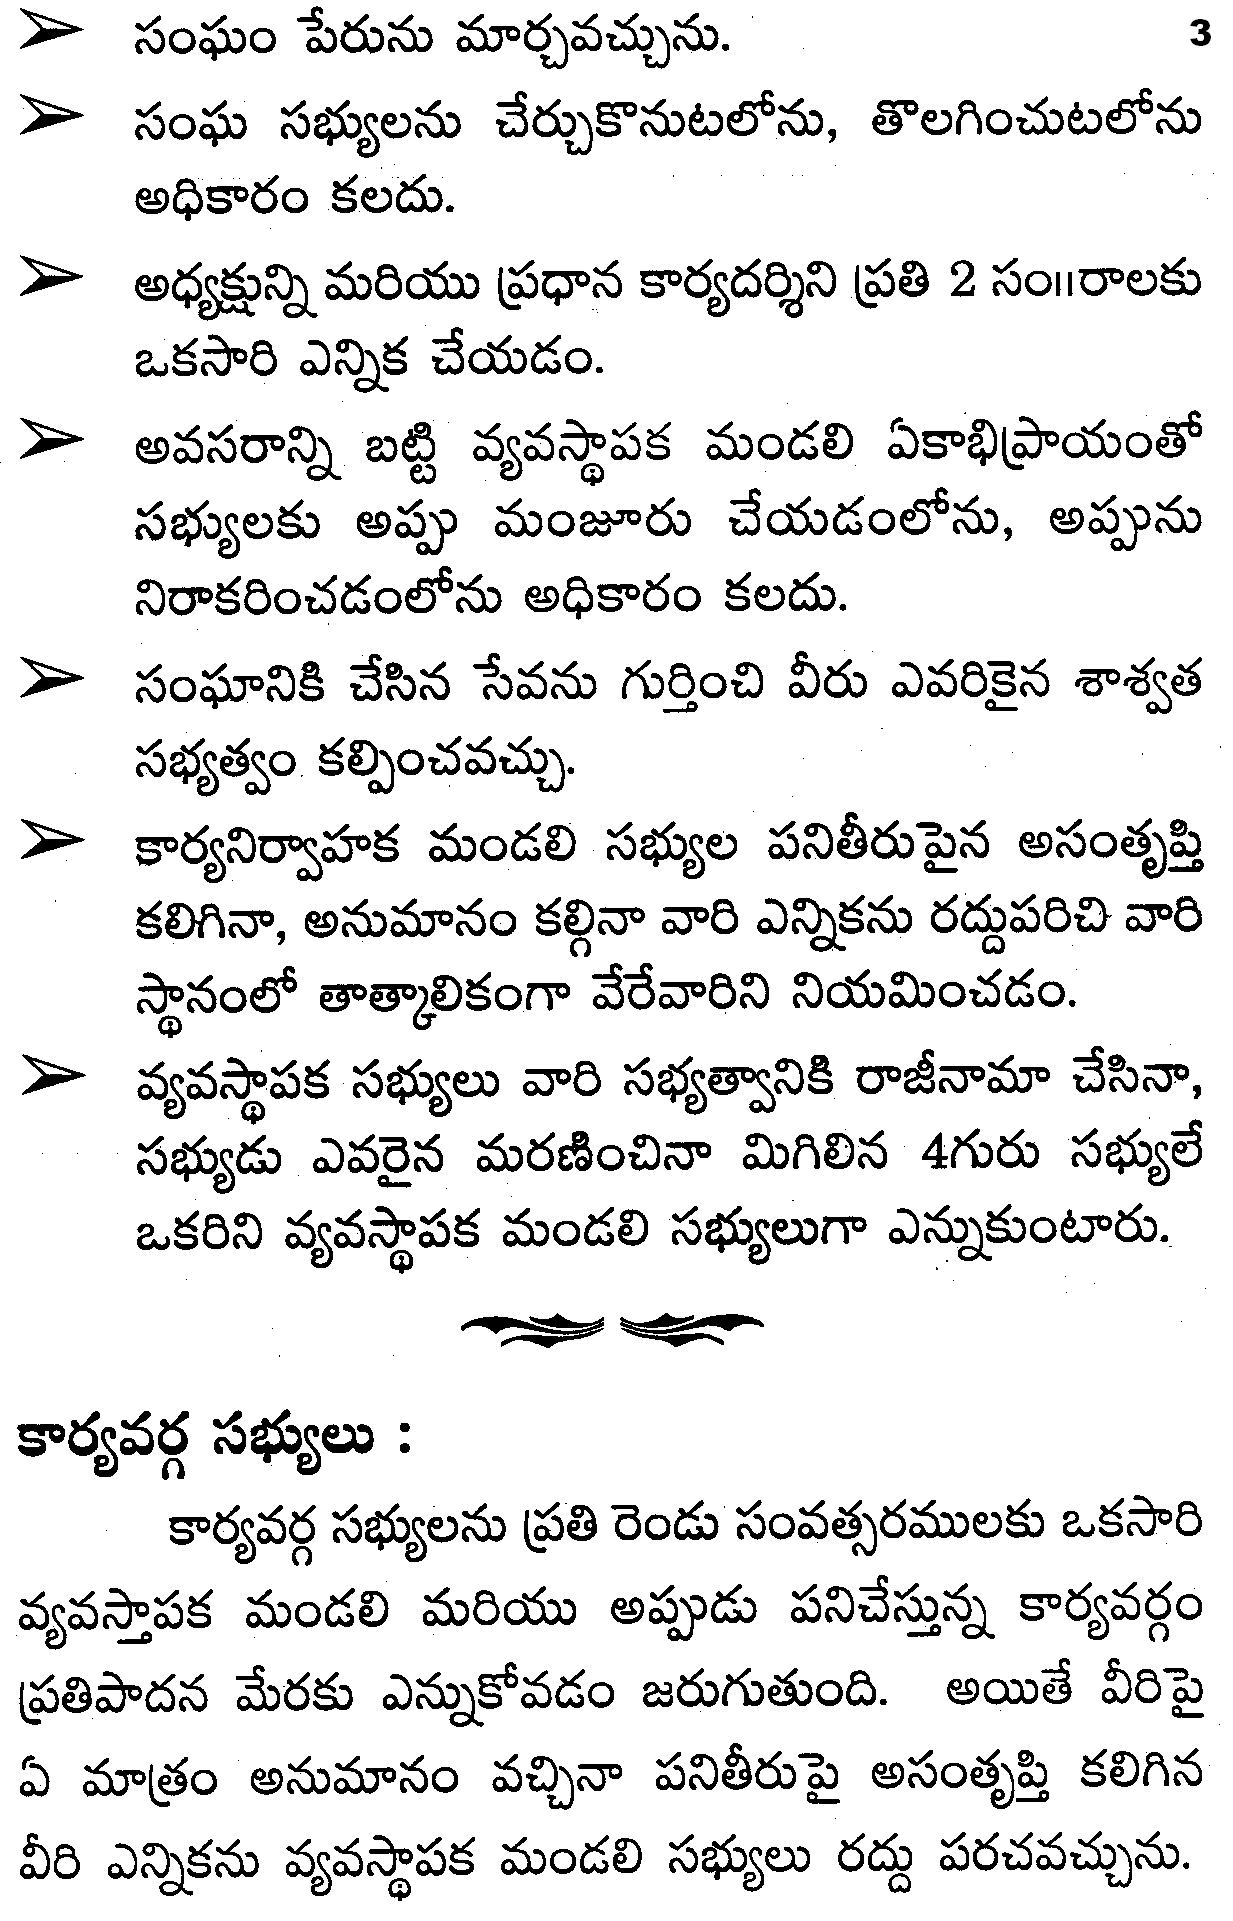 3
➢ సంఘం పేరును మార్చవచ్చును.
➢ సంఘ సభ్యులను చేర్చుకొనుటలోను, తొలగించుటలోను
అధికారం కలదు.
➢ అధ్యక్షున్ని మరియు ప్రధాన కార్యదర్శిని ప్రతి 2 సం॥రాలకు
ఒకసారి ఎన్నిక చేయడం.
➢ అవసరాన్ని బట్టి వ్యవస్థాపక మండలి ఏకాభిప్రాయంతో
సభ్యులకు అప్పు మంజూరు చేయడంలోను, అప్పును
నిరాకరించడంలోను అధికారం కలదు.
➢ సంఘానికి చేసిన సేవను గుర్తించి వీరు ఎవరికైన శాశ్వత
సభ్యత్వం కల్పించవచ్చు.
➢ కార్యనిర్వాహక మండలి సభ్యుల పనితీరుపైన అసంతృప్తి
కలిగినా, అనుమానం కల్గినా వారి ఎన్నికను రద్దుపరిచి వారి
స్థానంలో తాత్కాలికంగా వేరేవారిని నియమించడం.
➢ వ్యవస్థాపక సభ్యులు వారి సభ్యత్వానికి రాజీనామా చేసినా,
సభ్యుడు ఎవరైన మరణించినా మిగిలిన 4గురు సభ్యులే
ఒకరిని వ్యవస్థాపక మండలి సభ్యులుగా ఎన్నుకుంటారు.
కార్యవర్గ సభ్యులు :
కార్యవర్గ సభ్యులను ప్రతి రెండు సంవత్సరములకు ఒకసారి
వ్యవస్తాపక మండలి మరియు అప్పుడు పనిచేస్తున్న కార్యవర్గం
ప్రతిపాదన మేరకు ఎన్నుకోవడం జరుగుతుంది. అయితే వీరిపై
ఏ మాత్రం అనుమానం వచ్చినా పనితీరుపై అసంతృప్తి కలిగిన
వీరి ఎన్నికను వ్యవస్థాపక మండలి సభ్యులు రద్దు పరచవచ్చును.